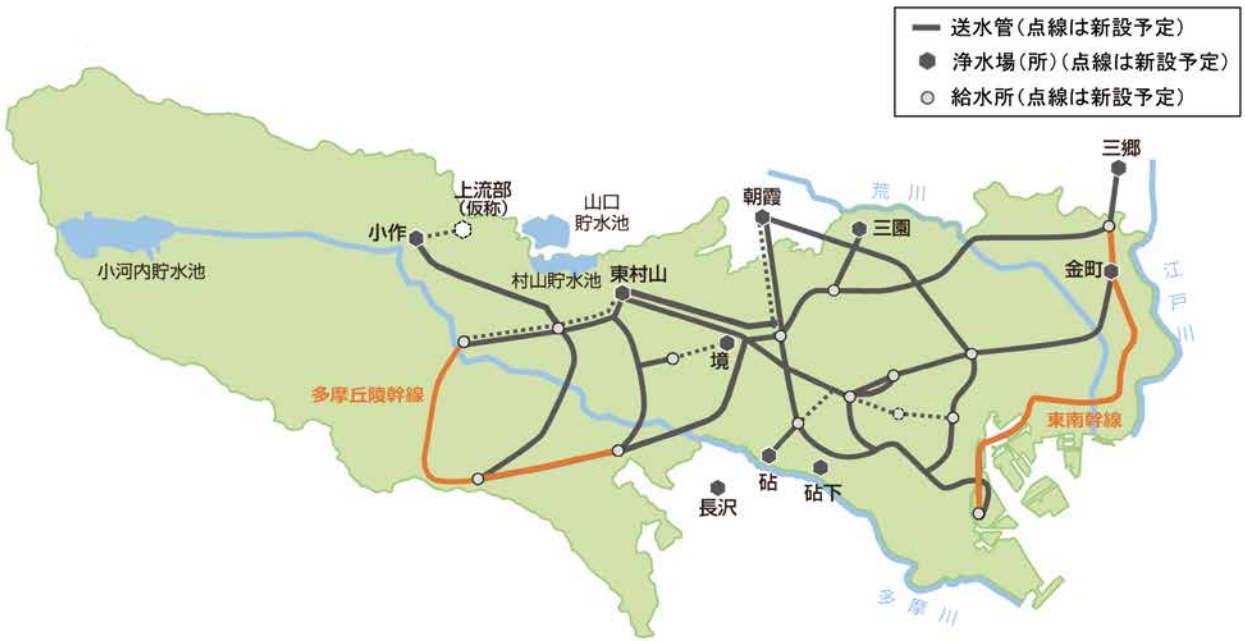 送水管(点線は新設予定)
浄水場(所)(点線は新設予定)
給水所(点線は新設予定)
三郷
上流部
(仮称)
山口
貯水池
朝霞
荒川
小作
三園
小河内貯水池
村山貯水池
東村山
金町
江戸川
境
多摩丘陵幹線
東南幹線
砧
砧下
長沢
多摩川